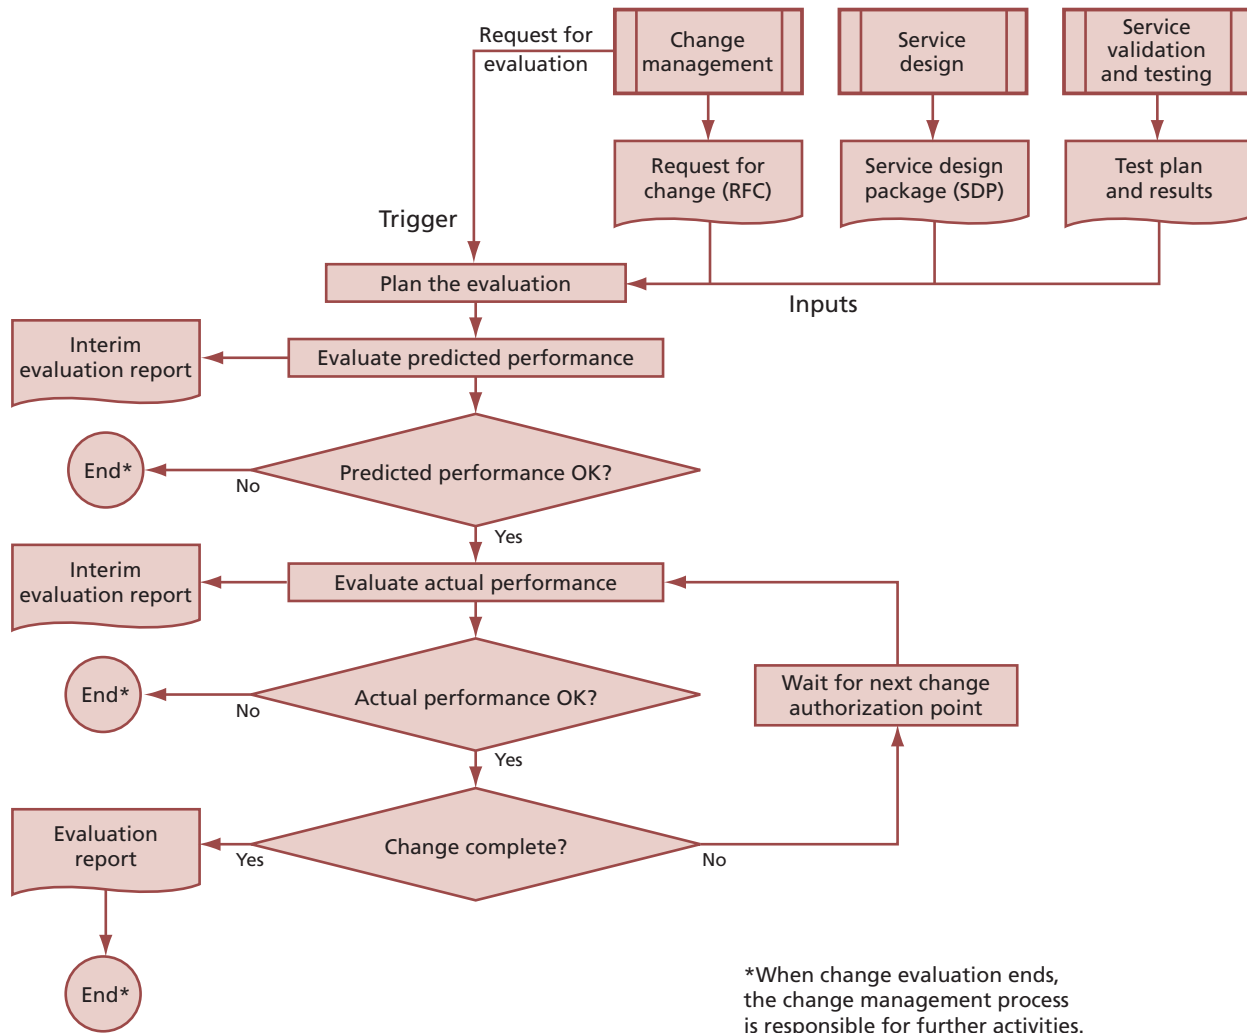 Request for
evaluation
Change
management
Service
design
Service
validation
and testing
Request for
change (RFC)
Service design
package (SDP)
Test plan
and results
Trigger
Plan the evaluation
Inputs
Interim
evaluation report
Evaluate predicted performance
End*
No
Predicted performance OK?
Yes
Interim
evaluation report
Evaluate actual performance
End*
No
Actual performance OK?
Wait for next change
authorization point
Yes
Evaluation
report
Yes
Change complete?
No
End*
*When change evaluation ends,
the change management process
is responsible for further activities.